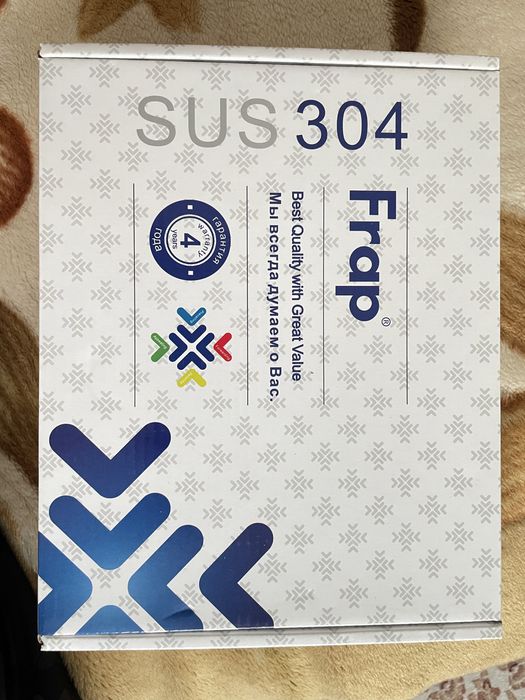 SUS 304
Frap®
Best Quality with Great Value
Мы всегда думаем о Вас.
гарантия
warranty
4
years
года